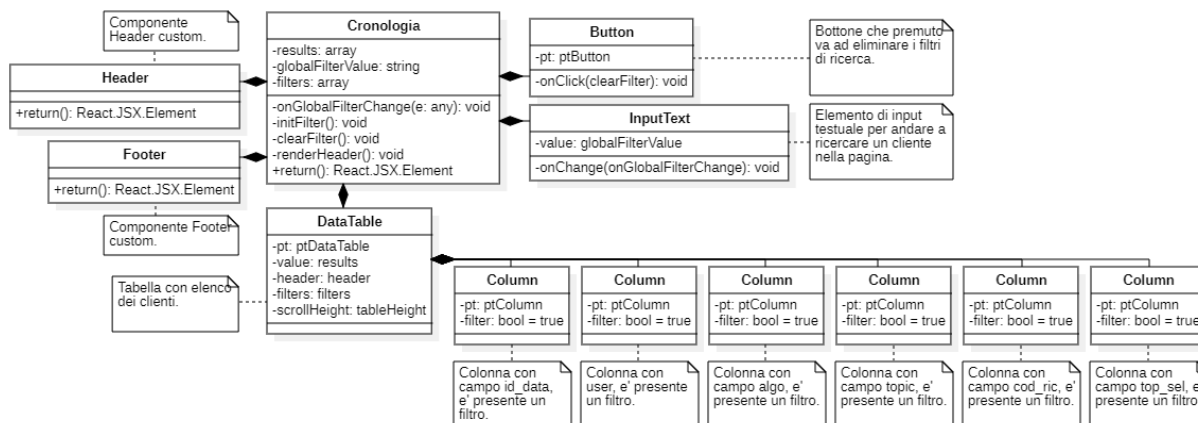 Componente
Header custom.
Header
+return(): React.JSX.Element
Footer
+return(): React.JSX.Element
Componente Footer
custom.
Cronologia
-results: array
-globalFilterValue: string
-filters: array
-onGlobalFilterChange(e: any): void
-initFilter(): void
-clearFilter(): void
-renderHeader(): void
+return(): React.JSX.Element
Button
-pt: ptButton
-onClick(clearFilter): void
Bottone che premuto
va ad eliminare i filtri
di ricerca.
InputText
-value: globalFilterValue
-onChange(onGlobalFilterChange): void
Elemento di input
testuale per andare a
ricercare un cliente
nella pagina.
DataTable
-pt: ptDataTable
-value: results
-header: header
-filters: filters
-scrollHeight: tableHeight
Tabella con elenco
dei clienti.
Column
-pt: ptColumn
-filter: bool = true
Column
-pt: ptColumn
-filter: bool = true
Column
-pt: ptColumn
-filter: bool = true
Column
-pt: ptColumn
-filter: bool = true
Column
-pt: ptColumn
-filter: bool = true
Column
-pt: ptColumn
-filter: bool = true
Colonna con
campo id_data,
e' presente un
filtro.
Colonna con
user, e' presente
un filtro.
Colonna con
campo algo, e'
presente un filtro.
Colonna con
campo topic, e'
presente un filtro.
Colonna con
campo cod_ric, e'
presente un filtro.
Colonna con
campo top_sel, e'
presente un filtro.